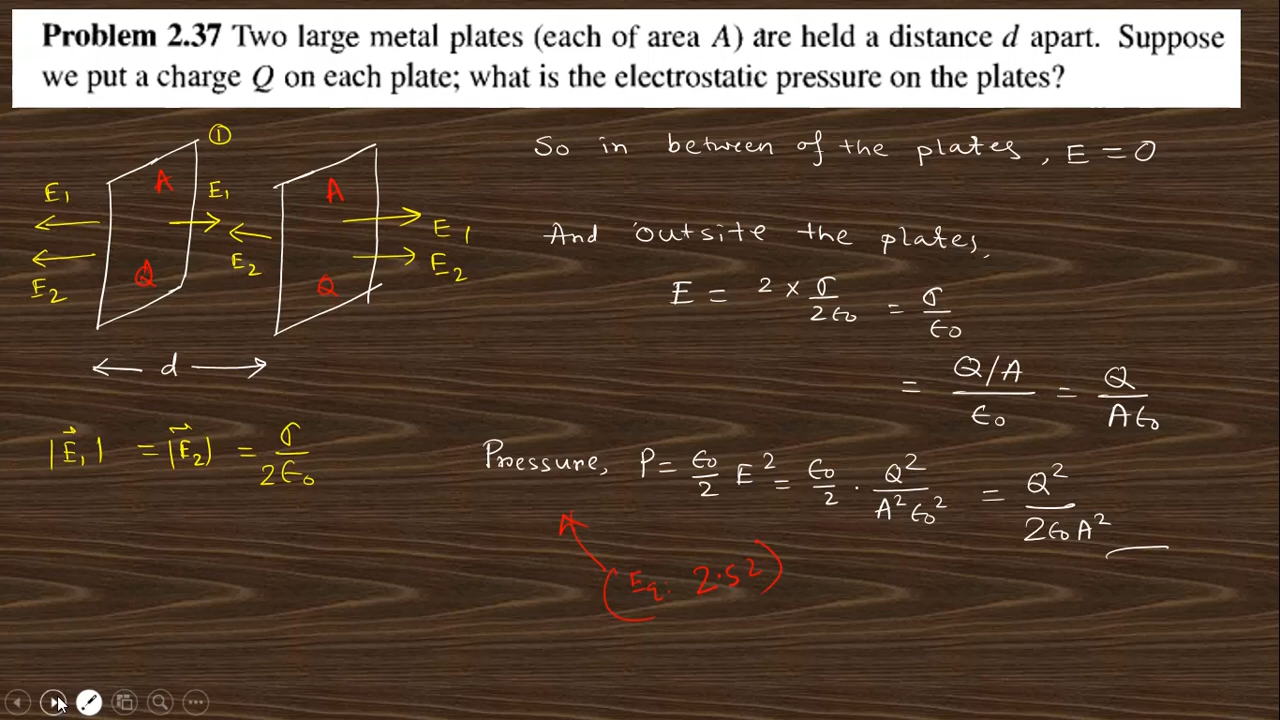 Problem 2.37 Two large metal plates (each of area A) are held a distance d apart. Suppose
we put a charge Q on each plate; what is the electrostatic pressure on the plates?
①
A
A
E₁
E₁
E₁
E₂
E₂
E₂
Q
Q
d
|E⃗₁| = |E⃗₂| = σ/2ϵ₀
So in between of the plates, E = 0
And outsite the plates,
E = 2 × σ/2ϵ₀ = σ/ϵ₀
= Q/A/ϵ₀ = Q/Aϵ₀
Pressure, P = ϵ₀/2 E² = ϵ₀/2 · Q²/A²ϵ₀² = Q²/2ϵ₀A²
(Eq. 2.52)